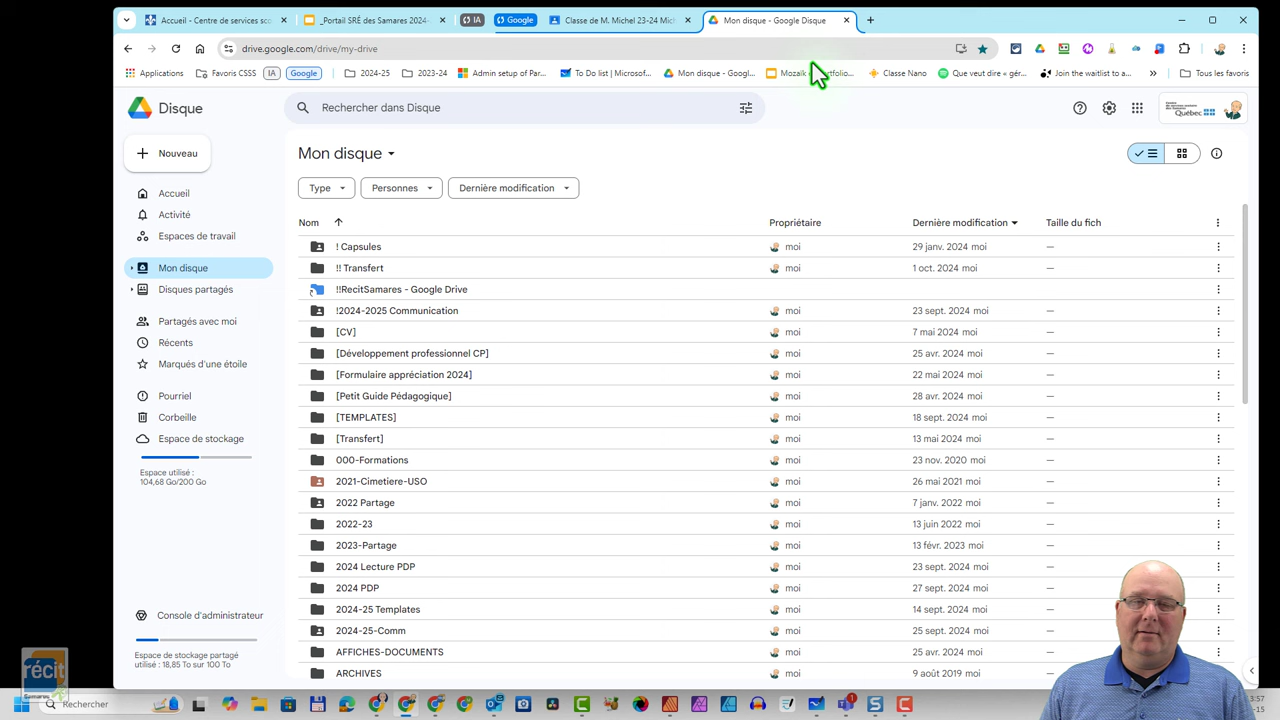 Accueil - Centre de services sco
_Portail SRÉ des Samares 2024-
IA
Google
Classe de M. Michel 23-24 Mich
Mon disque - Google Disque
drive.google.com/drive/my-drive
Applications
Favoris CSSS
IA
Google
2024-25
2023-24
Admin setup of Par...
To Do list | Microsof...
Mon disque - Googl...
Classe Nano
Que veut dire « gér...
Join the waitlist to a...
Tous les favoris
Disque
Rechercher dans Disque
Québec
Nouveau
Mon disque
Accueil
Activité
Espaces de travail
Mon disque
Disques partagés
Partagés avec moi
Récents
Marqués d'une étoile
Pourriel
Corbeille
Espace de stockage
Espace utilisé :
104,68 Go/200 Go
Console d'administrateur
Espace de stockage partagé
utilisé : 18,85 To sur 100 To
Type
Personnes
Dernière modification
Nom Propriétaire Dernière modification Taille du fich
! Capsules moi 29 janv. 2024 moi —
!! Transfert moi 1 oct. 2024 moi —
!!RecitSamares - Google Drive
!2024-2025 Communication moi 23 sept. 2024 moi —
[CV] moi 7 mai 2024 moi —
[Développement professionnel CP] moi 25 avr. 2024 moi —
[Formulaire appréciation 2024] moi 22 mai 2024 moi —
[Petit Guide Pédagogique] moi 28 avr. 2024 moi —
[TEMPLATES] moi 18 sept. 2024 moi —
[Transfert] moi 13 mai 2024 moi —
000-Formations moi 23 nov. 2020 moi —
2021-Cimetiere-USO moi 26 mai 2021 moi —
2022 Partage moi 7 janv. 2022 moi —
2022-23 moi 13 juin 2022 moi —
2023-Partage moi 13 févr. 2023 moi —
2024 Lecture PDP moi 23 sept. 2024 moi —
2024 PDP moi 27 sept. 2024 moi —
2024-25 Templates moi 14 sept. 2024 moi —
2024-25-Comm moi 25 sept. 2024 moi —
AFFICHES-DOCUMENTS moi 25 avr. 2024 moi —
ARCHIVES moi 9 août 2019 moi —
récit
Samares
Rechercher